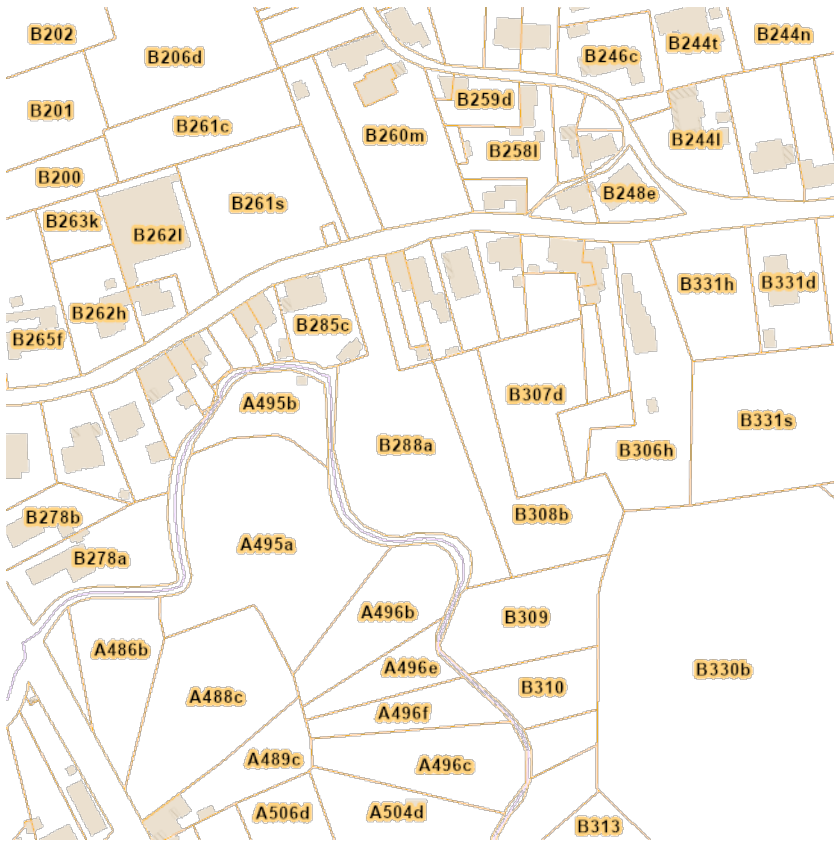 B202
B206d
B246c
B244t
B244n
B201
B261c
B260m
B259d
B258l
B244l
B200
B263k
B262l
B261s
B248e
B265f
B262h
B285c
B331h
B331d
A495b
B288a
B307d
B306h
B331s
B278b
B278a
A495a
B308b
A486b
A496b
B309
A488c
A496e
B310
B330b
A496f
A489c
A496c
A506d
A504d
B313